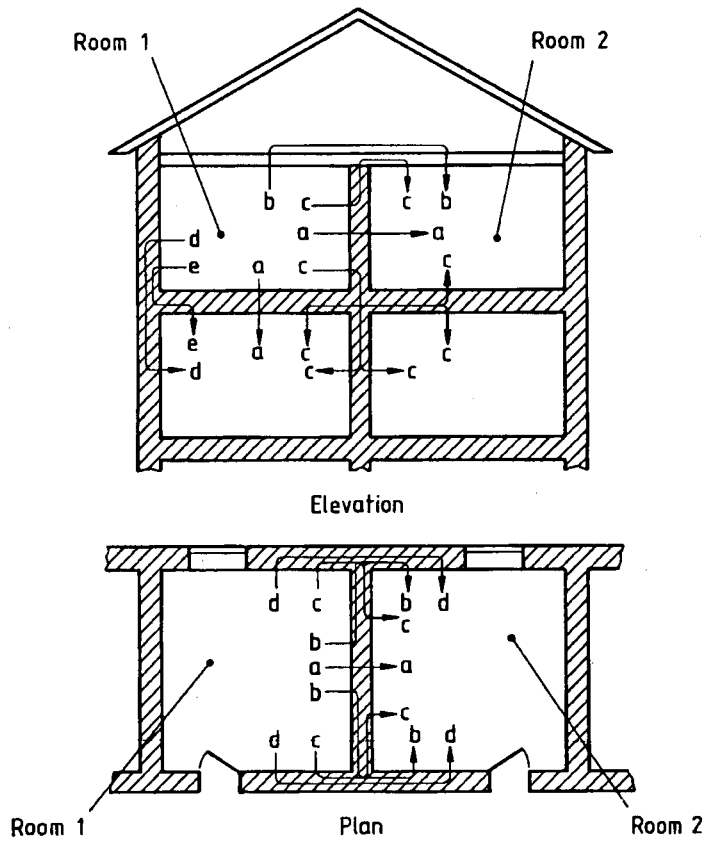 Room 1
Room 2
b c c b
a a
d c
e a c
e a c c
d c c
Elevation
d c b d
c
b
a a
b
c
d c b d
Room 1 Plan Room 2